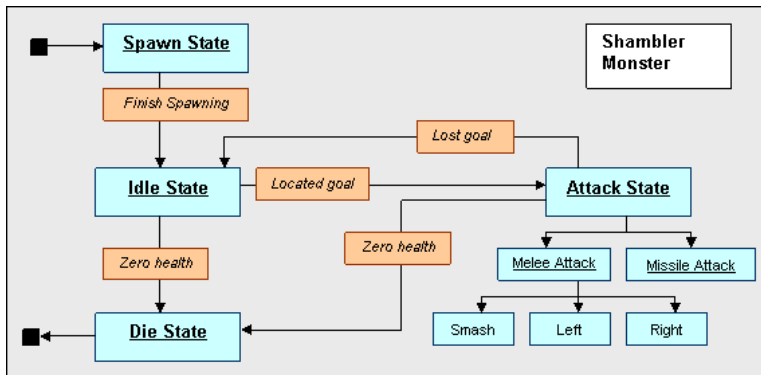 Spawn State
Shambler
Monster
Finish Spawning
Lost goal
Idle State
Located goal
Attack State
Zero health
Zero health
Melee Attack
Missile Attack
Die State
Smash
Left
Right